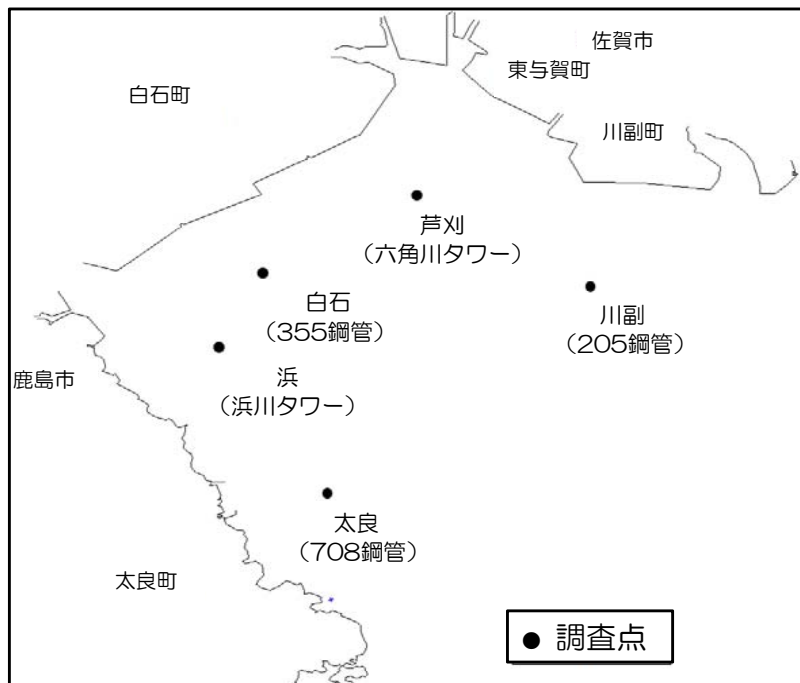 佐賀市
東与賀町
白石町
川副町
芦刈
（六角川タワー）
白石
（355鋼管）
川副
（205鋼管）
浜
（浜川タワー）
鹿島市
太良
（708鋼管）
太良町
● 調査点